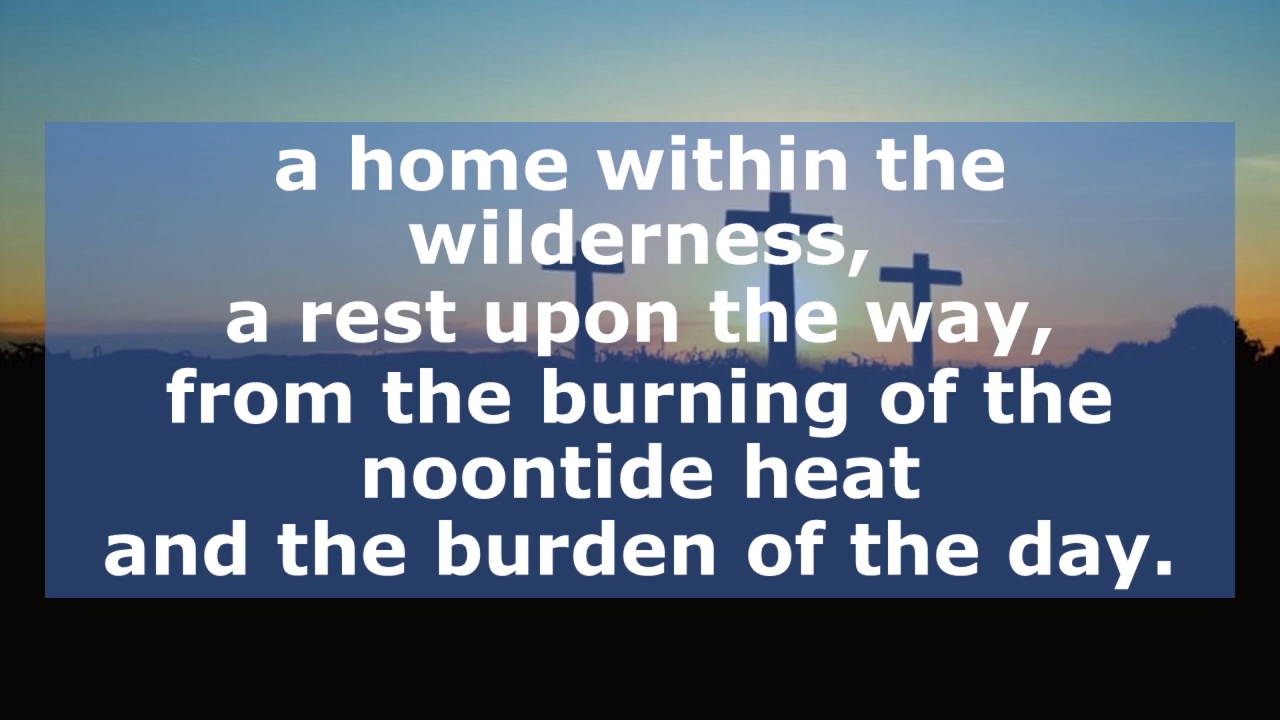 a home within the
wilderness,
a rest upon the way,
from the burning of the
noontide heat
and the burden of the day.